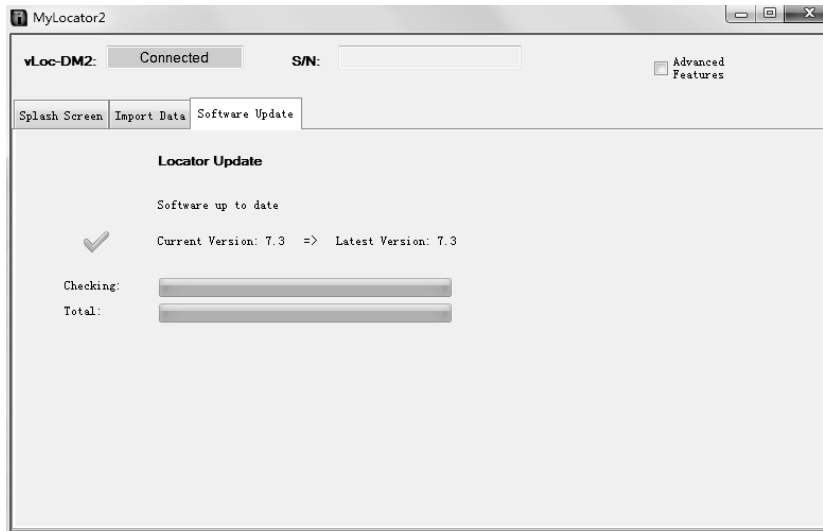 MyLocator2
vLoc-DM2: Connected S/N: Advanced
Features
Splash Screen Import Data Software Update
Locator Update
Software up to date
Current Version: 7.3 => Latest Version: 7.3
Checking:
Total: